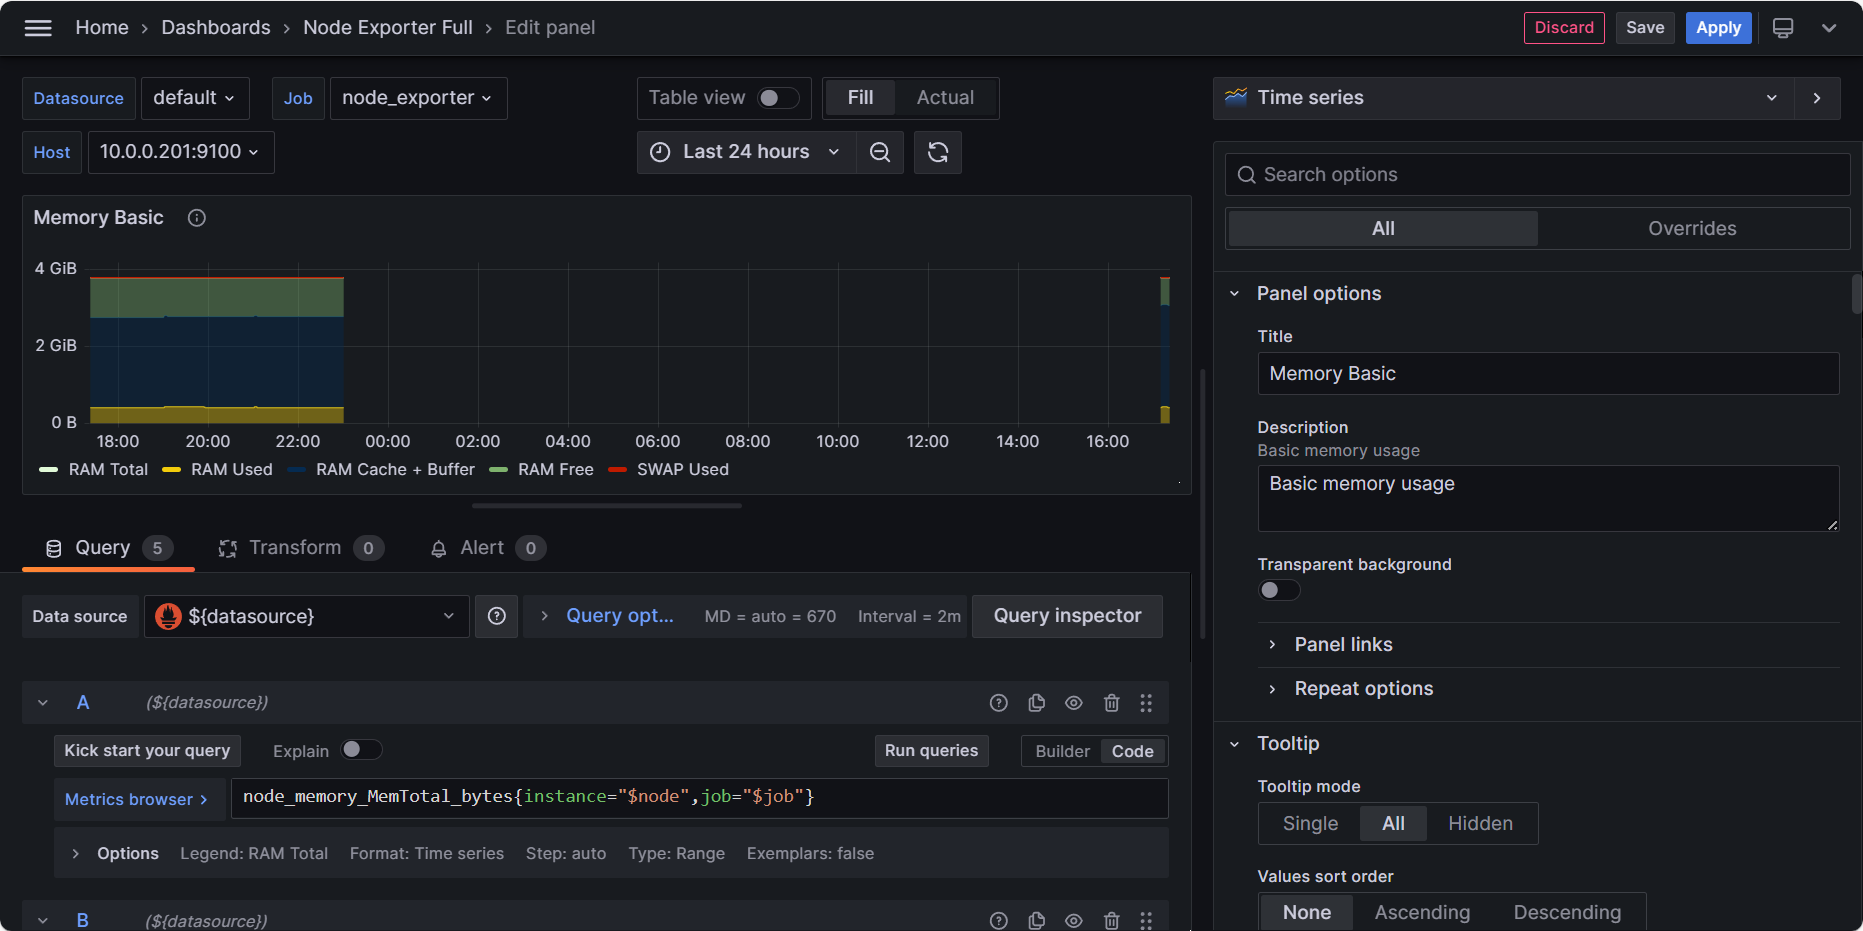 Home › Dashboards › Node Exporter Full › Edit panel
Discard Save Apply
Datasource default Job node_exporter
Table view Fill Actual
Host 10.0.0.201:9100
Last 24 hours
Memory Basic
4 GiB
2 GiB
0 B
18:00 20:00 22:00 00:00 02:00 04:00 06:00 08:00 10:00 12:00 14:00 16:00
RAM Total RAM Used RAM Cache + Buffer RAM Free SWAP Used
Query 5 Transform 0 Alert 0
Data source ${datasource} Query opt... MD = auto = 670 Interval = 2m Query inspector
A (${datasource})
Kick start your query Explain Run queries Builder Code
Metrics browser > node_memory_MemTotal_bytes{instance="$node",job="$job"}
Options Legend: RAM Total Format: Time series Step: auto Type: Range Exemplars: false
B (${datasource})
Time series
Search options
All Overrides
Panel options
Title
Memory Basic
Description
Basic memory usage
Basic memory usage
Transparent background
Panel links
Repeat options
Tooltip
Tooltip mode
Single All Hidden
Values sort order
None Ascending Descending